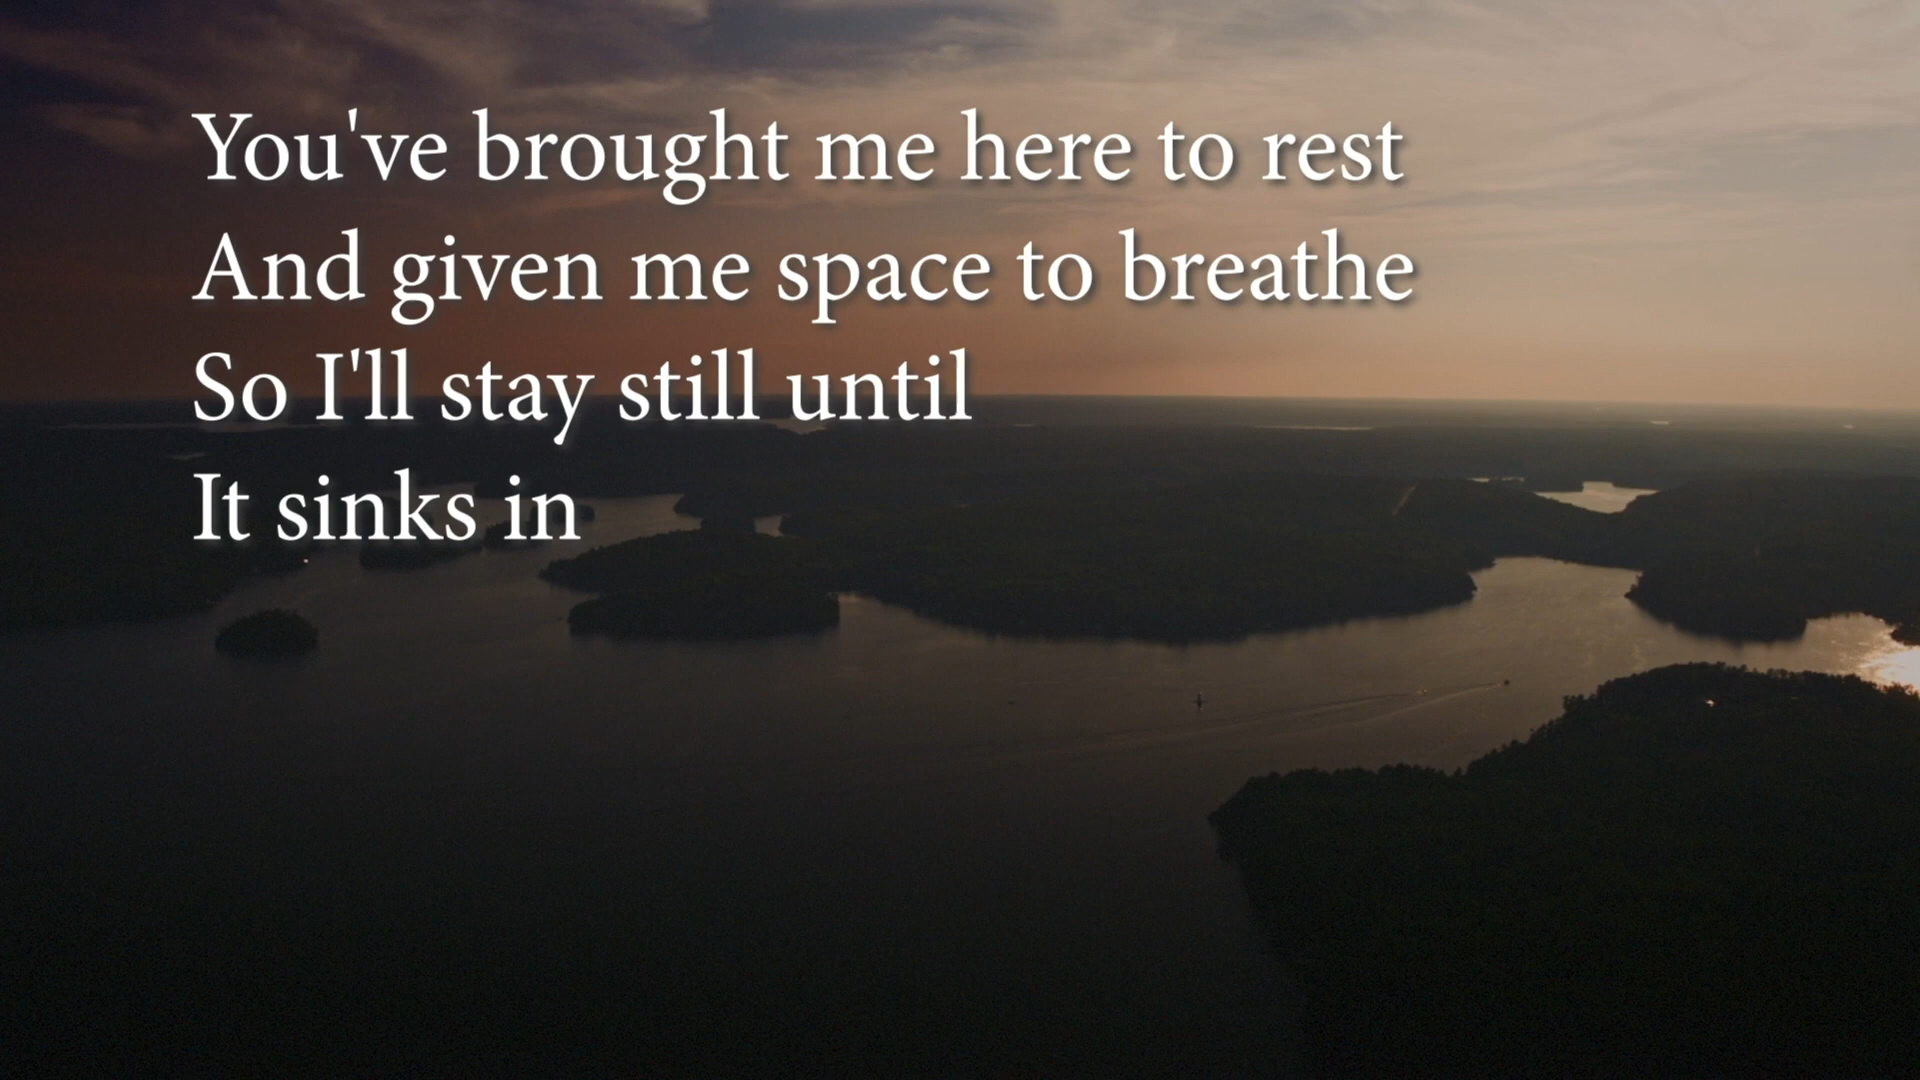 You've brought me here to rest
And given me space to breathe
So I'll stay still until
It sinks in